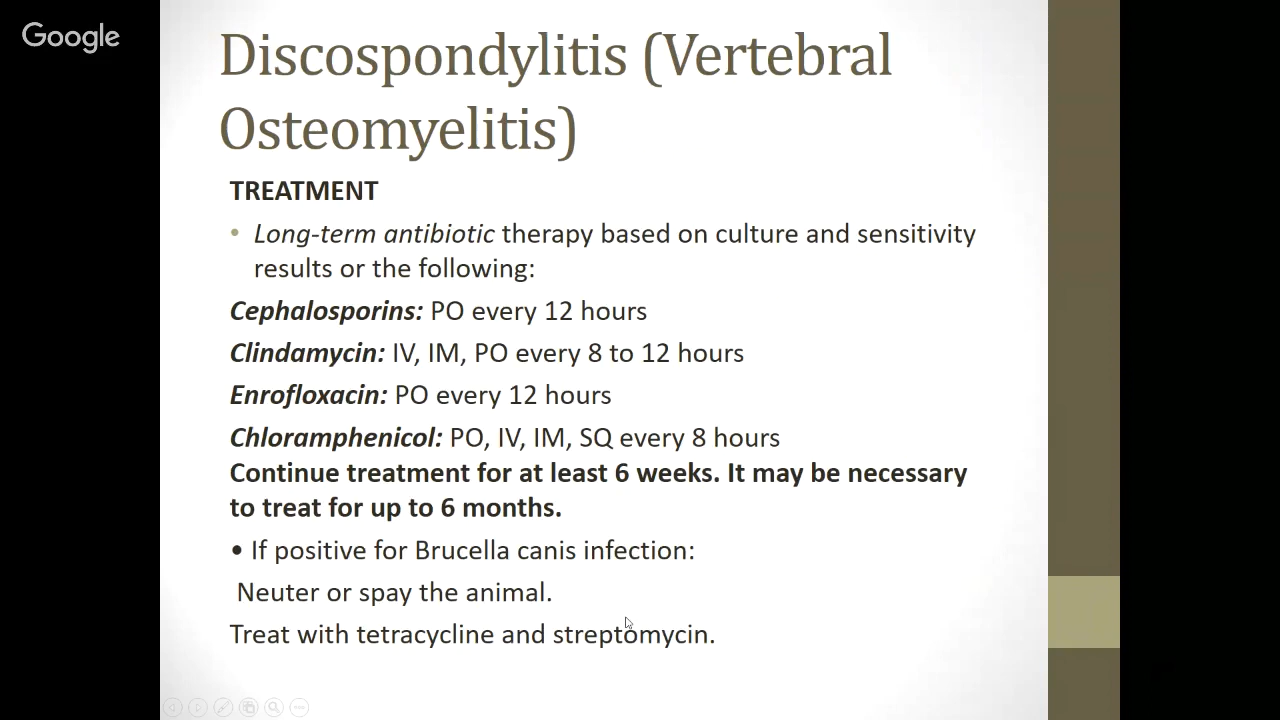 Google
Discospondylitis (Vertebral
Osteomyelitis)
TREATMENT
• Long-term antibiotic therapy based on culture and sensitivity
results or the following:
Cephalosporins: PO every 12 hours
Clindamycin: IV, IM, PO every 8 to 12 hours
Enrofloxacin: PO every 12 hours
Chloramphenicol: PO, IV, IM, SQ every 8 hours
Continue treatment for at least 6 weeks. It may be necessary
to treat for up to 6 months.
• If positive for Brucella canis infection:
Neuter or spay the animal.
Treat with tetracycline and streptomycin.